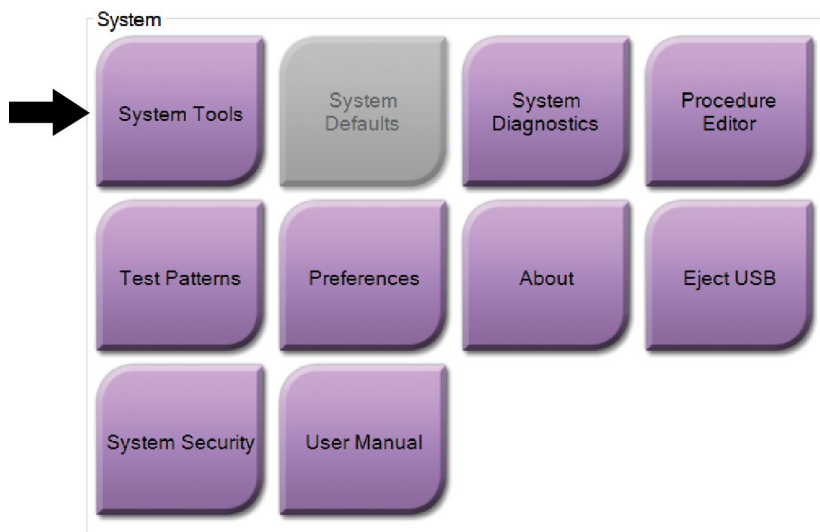 System
System Tools
System
Defaults
System
Diagnostics
Procedure
Editor
Test Patterns
Preferences
About
Eject USB
System Security
User Manual